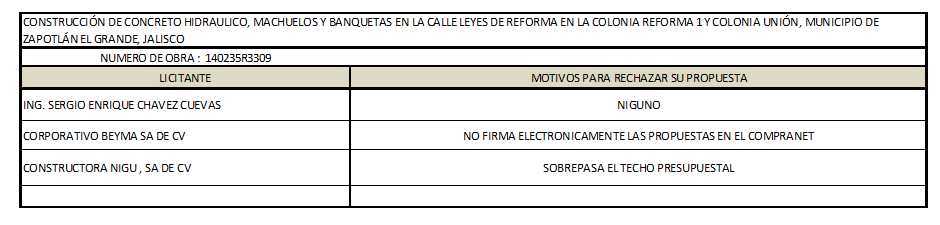 CONSTRUCCIÓN DE CONCRETO HIDRAULICO, MACHUELOS Y BANQUETAS EN LA CALLE LEYES DE REFORMA EN LA COLONIA REFORMA 1 Y COLONIA UNIÓN, MUNICIPIO DE
ZAPOTLÁN EL GRANDE, JALISCO
NUMERO DE OBRA : 140235R3309
LICITANTE MOTIVOS PARA RECHAZAR SU PROPUESTA
ING. SERGIO ENRIQUE CHAVEZ CUEVAS NIGUNO
CORPORATIVO BEYMA SA DE CV NO FIRMA ELECTRONICAMENTE LAS PROPUESTAS EN EL COMPRANET
CONSTRUCTORA NIGU , SA DE CV SOBREPASA EL TECHO PRESUPUESTAL